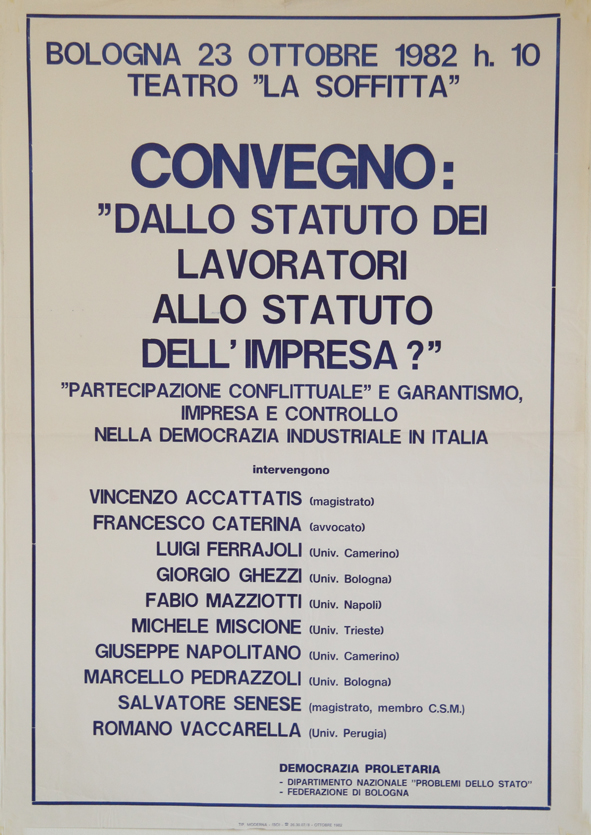 BOLOGNA 23 OTTOBRE 1982 h. 10
TEATRO ”LA SOFFITTA”
CONVEGNO:
”DALLO STATUTO DEI
LAVORATORI
ALLO STATUTO
DELL'IMPRESA?”
”PARTECIPAZIONE CONFLITTUALE” E GARANTISMO,
IMPRESA E CONTROLLO
NELLA DEMOCRAZIA INDUSTRIALE IN ITALIA
intervengono
VINCENZO ACCATTATIS (magistrato)
FRANCESCO CATERINA (avvocato)
LUIGI FERRAJOLI (Univ. Camerino)
GIORGIO GHEZZI (Univ. Bologna)
FABIO MAZZIOTTI (Univ. Napoli)
MICHELE MISCIONE (Univ. Trieste)
GIUSEPPE NAPOLITANO (Univ. Camerino)
MARCELLO PEDRAZZOLI (Univ. Bologna)
SALVATORE SENESE (magistrato, membro C.S.M.)
ROMANO VACCARELLA (Univ. Perugia)
DEMOCRAZIA PROLETARIA
- DIPARTIMENTO NAZIONALE "PROBLEMI DELLO STATO"
- FEDERAZIONE DI BOLOGNA
OTTOBRE 1982